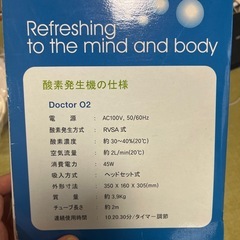 Refreshing
to the mind and body
酸素発生機の仕様
Doctor O2
電源:AC100V, 50/60Hz
酸素発生方式:RVSA 式
酸素濃度:約 30~40%(20℃)
空気流量:約 2L/min(20℃)
消費電力:45W
吸入方式:ヘッドセット式
外形寸法:350 X 160 X 305(mm)
質量:約 3.9Kg
チューブ長さ:約2m
連続使用時間:10.20.30分/タイマー調節